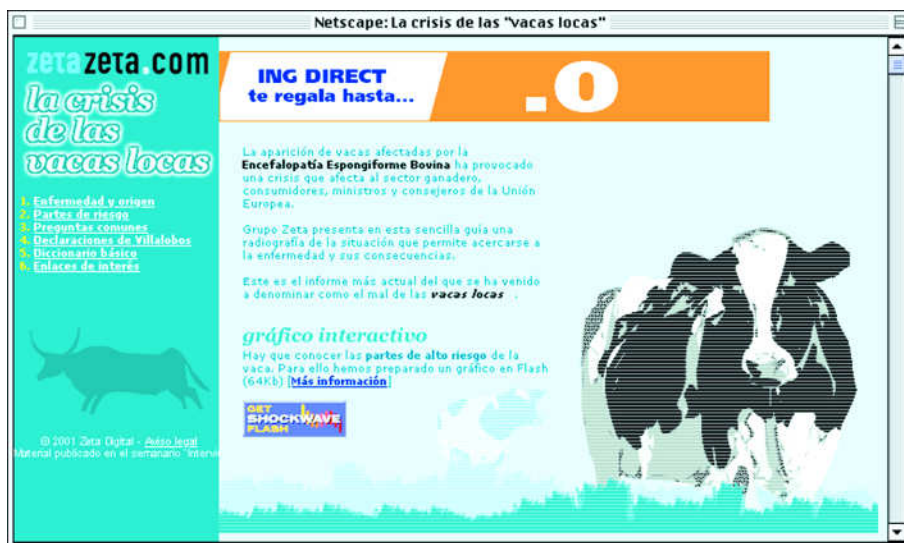 Netscape: La crisis de las "vacas locas"
zetazeta.com
la crisis
de las
vacas locas
1. Enfermedad y origen
2. Partes de riesgo
3. Preguntas comunes
4. Declaraciones de Villalobos
5. Diccionario básico
6. Enlaces de interés
© 2001 Zeta Digital - Aviso legal
Material publicado en el semanario "Interviú
ING DIRECT
te regala hasta...
.0
La aparición de vacas afectadas por la
Encefalopatía Espongiforme Bovina ha provocado
una crisis que afecta al sector ganadero,
consumidores, ministros y consejeros de la Unión
Europea.
Grupo Zeta presenta en esta sencilla guía una
radiografía de la situación que permite acercarse a
la enfermedad y sus consecuencias.
Este es el informe más actual del que se ha venido
a denominar como el mal de las vacas locas .
gráfico interactivo
Hay que conocer las partes de alto riesgo de la
vaca. Para ello hemos preparado un gráfico en Flash
(64Kb) [Más información]
GET
SHOCKWAVE
FLASH